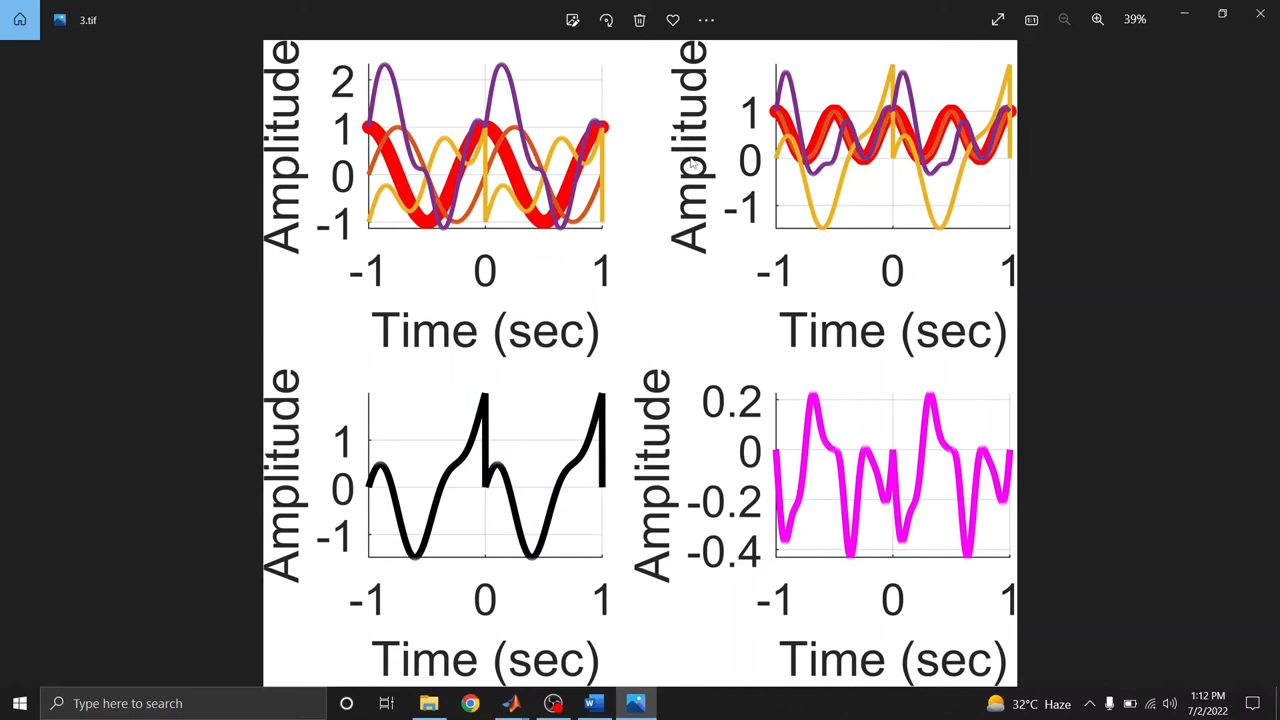 3.tif
39%
Amplitude
2
1
0
-1
-1 0 1
Time (sec)
Amplitude
1
0
-1
-1 0 1
Time (sec)
Amplitude
1
0
-1
-1 0 1
Time (sec)
Amplitude
0.2
0
-0.2
-0.4
-1 0 1
Time (sec)
Type here to search
32°C Haze
1:12 PM
7/2/2022